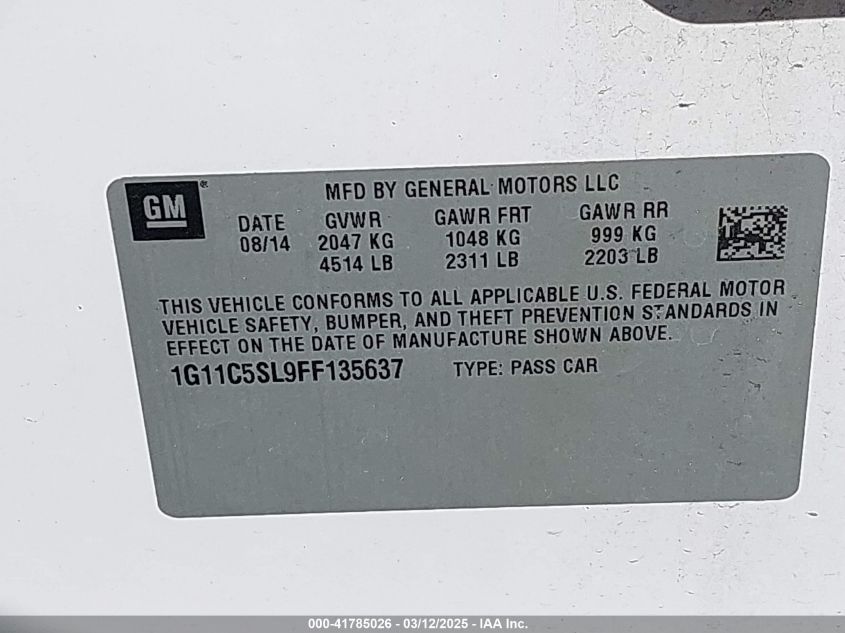 GM®
MFD BY GENERAL MOTORS LLC
DATE GVWR GAWR FRT GAWR RR
08/14 2047 KG 1048 KG 999 KG
4514 LB 2311 LB 2203 LB
THIS VEHICLE CONFORMS TO ALL APPLICABLE U.S. FEDERAL MOTOR
VEHICLE SAFETY, BUMPER, AND THEFT PREVENTION STANDARDS IN
EFFECT ON THE DATE OF MANUFACTURE SHOWN ABOVE.
1G11C5SL9FF135637 TYPE: PASS CAR
000-41785026 - 03/12/2025 - IAA Inc.